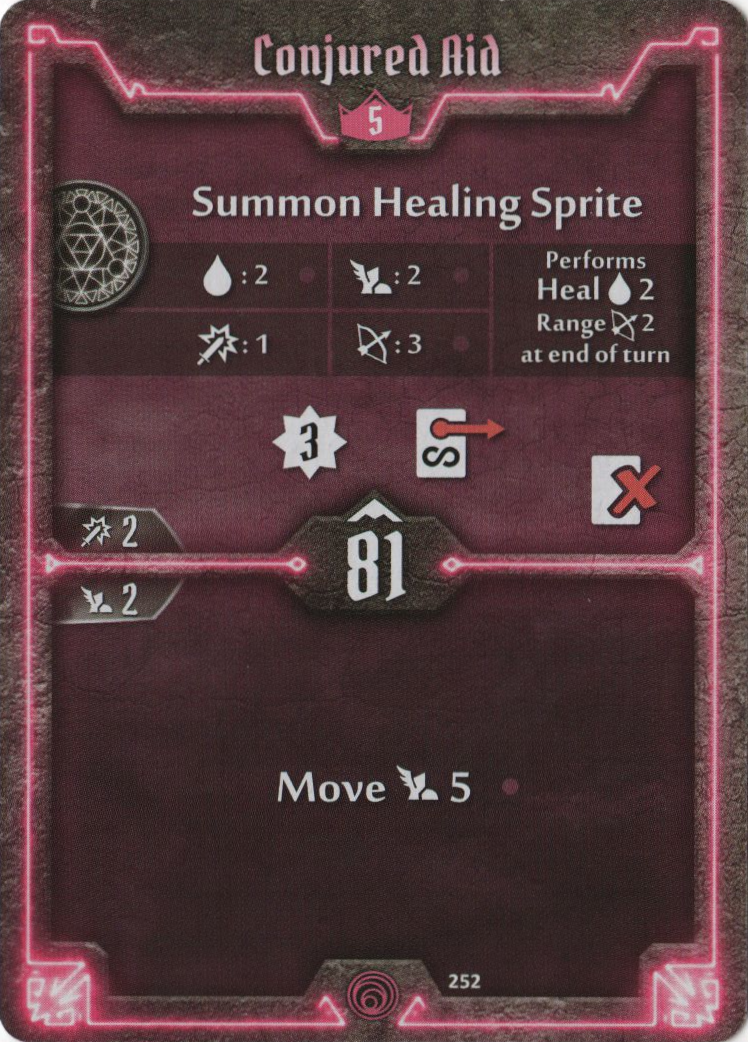 Conjured Aid
5
Summon Healing Sprite
: 2
: 2
Performs
Heal 2
Range 2
at end of turn
: 1
: 3
3
2
81
2
Move 5
252